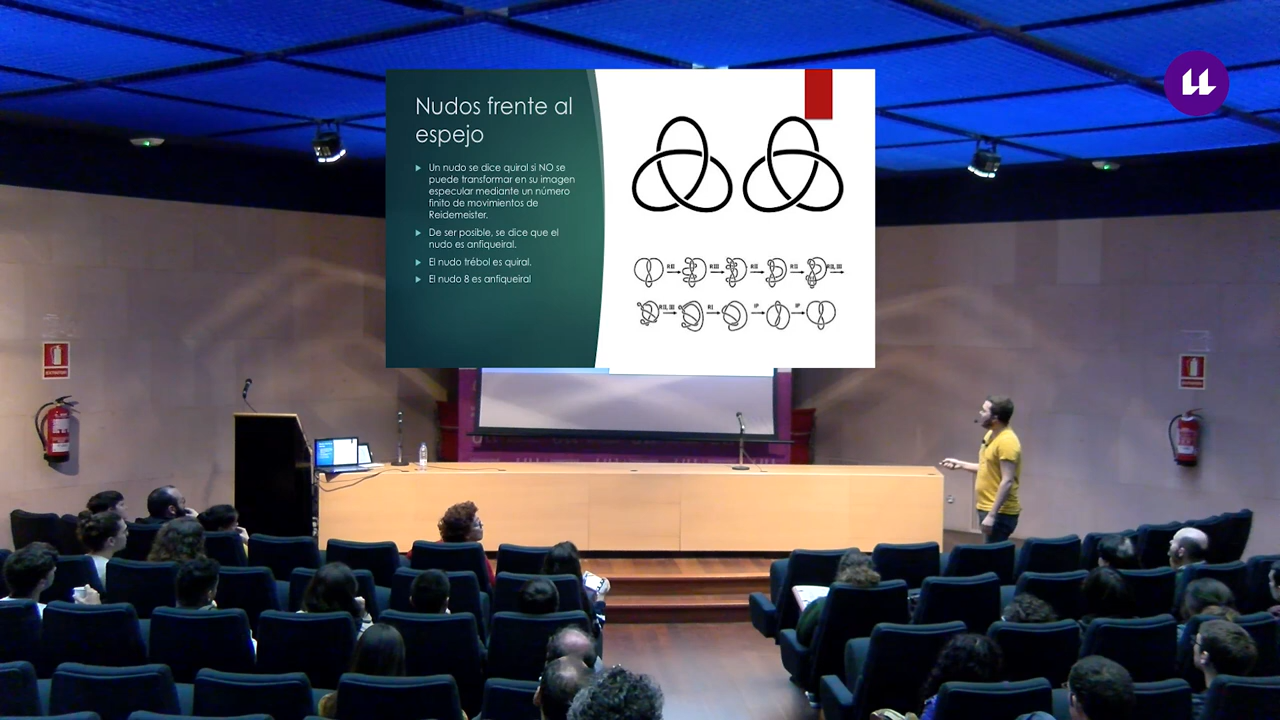 Nudos frente al
espejo
Un nudo se dice quiral si NO se
puede transformar en su imagen
especular mediante un número
finito de movimientos de
Reidemeister.
De ser posible, se dice que el
nudo es anfiqueiral.
El nudo trébol es quiral.
El nudo 8 es anfiqueiral